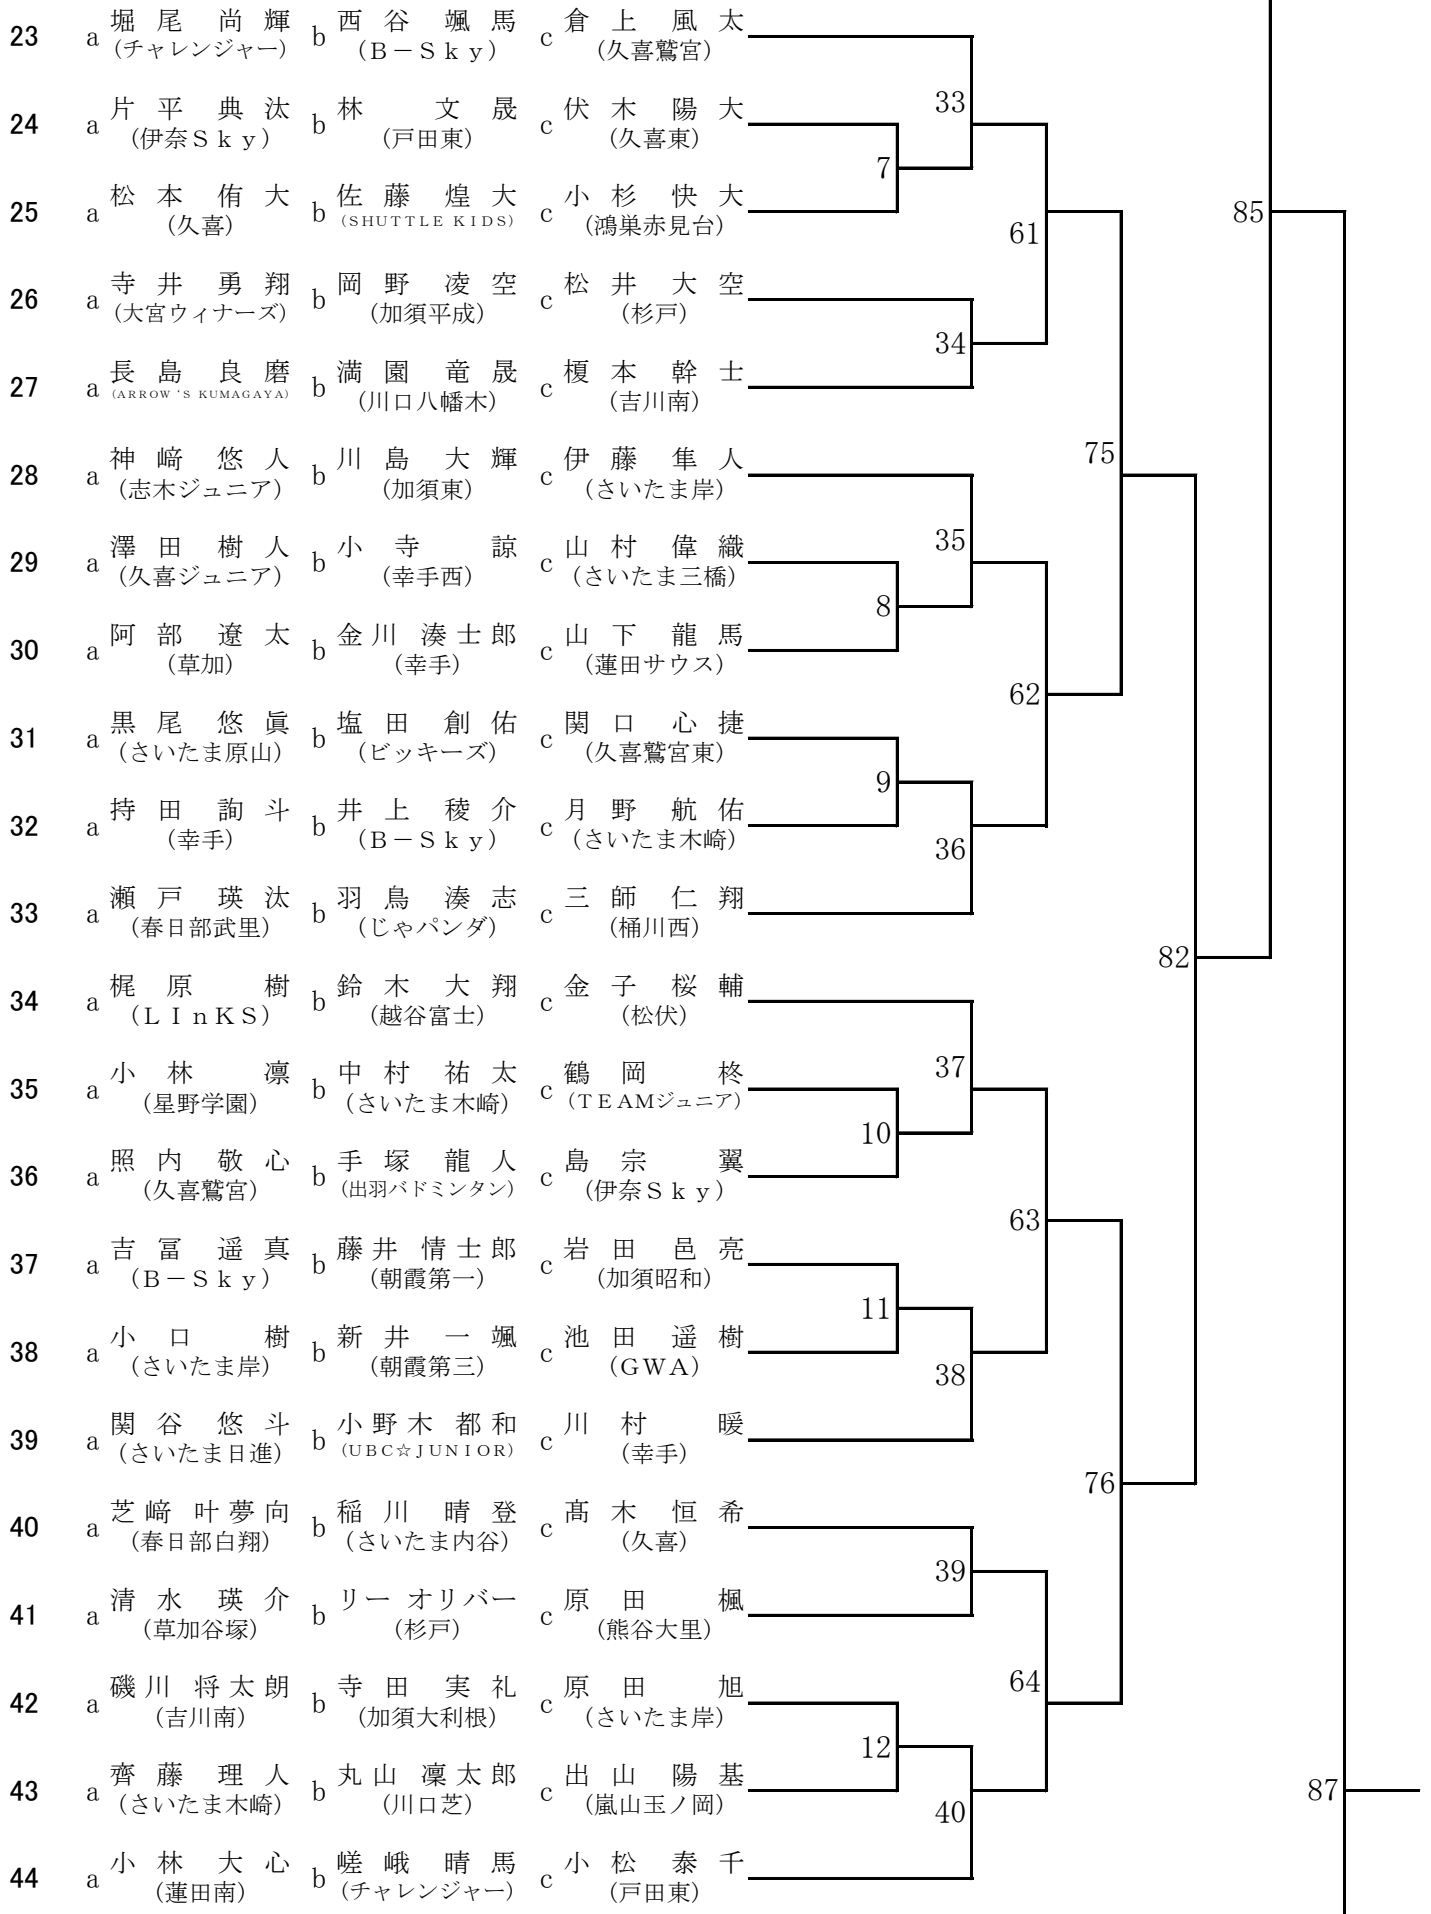 23 a 堀尾 尚輝 b 西谷 颯馬 c 倉上 風太
(チャレンジャー) (B－Sky) (久喜鷲宮)
33
24 a 片平 典汰 b 林 文晟 c 伏木 陽大
(伊奈Sky) (戸田東) (久喜東)
7
25 a 松本 侑大 b 佐藤 煌大 c 小杉 快大
(久喜) (SHUTTLE KIDS) (鴻巣赤見台)
85
61
26 a 寺井 勇翔 b 岡野 凌空 c 松井 大空
(大宮ウィナーズ) (加須平成) (杉戸)
34
27 a 長島 良磨 b 満園 竜晟 c 榎本 幹士
(ARROW‘S KUMAGAYA) (川口八幡木) (吉川南)
75
28 a 神﨑 悠人 b 川島 大輝 c 伊藤 隼人
(志木ジュニア) (加須東) (さいたま岸)
35
29 a 澤田 樹人 b 小寺 諒 c 山村 偉織
(久喜ジュニア) (幸手西) (さいたま三橋)
8
30 a 阿部 遼太 b 金川 湊士郎 c 山下 龍馬
(草加) (幸手) (蓮田サウス)
62
31 a 黒尾 悠眞 b 塩田 創佑 c 関口 心捷
(さいたま原山) (ビッキーズ) (久喜鷲宮東)
9
32 a 持田 詢斗 b 井上 稜介 c 月野 航佑
(幸手) (B－Sky) (さいたま木崎)
36
33 a 瀬戸 瑛汰 b 羽鳥 湊志 c 三師 仁翔
(春日部武里) (じゃパンダ) (桶川西)
82
34 a 梶原 樹 b 鈴木 大翔 c 金子 桜輔
(LInKS) (越谷富士) (松伏)
37
35 a 小林 凛 b 中村 祐太 c 鶴岡 柊
(星野学園) (さいたま木崎) (TEAMジュニア)
10
36 a 照内 敬心 b 手塚 龍人 c 島宗 翼
(久喜鷲宮) (出羽バドミンタン) (伊奈Sky)
63
37 a 吉冨 遥真 b 藤井 情士郎 c 岩田 邑亮
(B－Sky) (朝霞第一) (加須昭和)
11
38 a 小口 樹 b 新井 一颯 c 池田 遥樹
(さいたま岸) (朝霞第三) (GWA)
38
39 a 関谷 悠斗 b 小野木 都和 c 川村 暖
(さいたま日進) (UBC☆JUNIOR) (幸手)
76
40 a 芝﨑 叶夢向 b 稲川 晴登 c 髙木 恒希
(春日部白翔) (さいたま内谷) (久喜)
39
41 a 清水 瑛介 b リー オリバー c 原田 楓
(草加谷塚) (杉戸) (熊谷大里)
64
42 a 磯川 将太朗 b 寺田 実礼 c 原田 旭
(吉川南) (加須大利根) (さいたま岸)
12
43 a 齊藤 理人 b 丸山 凜太郎 c 出山 陽基
(さいたま木崎) (川口芝) (嵐山玉ノ岡)
87
40
44 a 小林 大心 b 嵯峨 晴馬 c 小松 泰千
(蓮田南) (チャレンジャー) (戸田東)